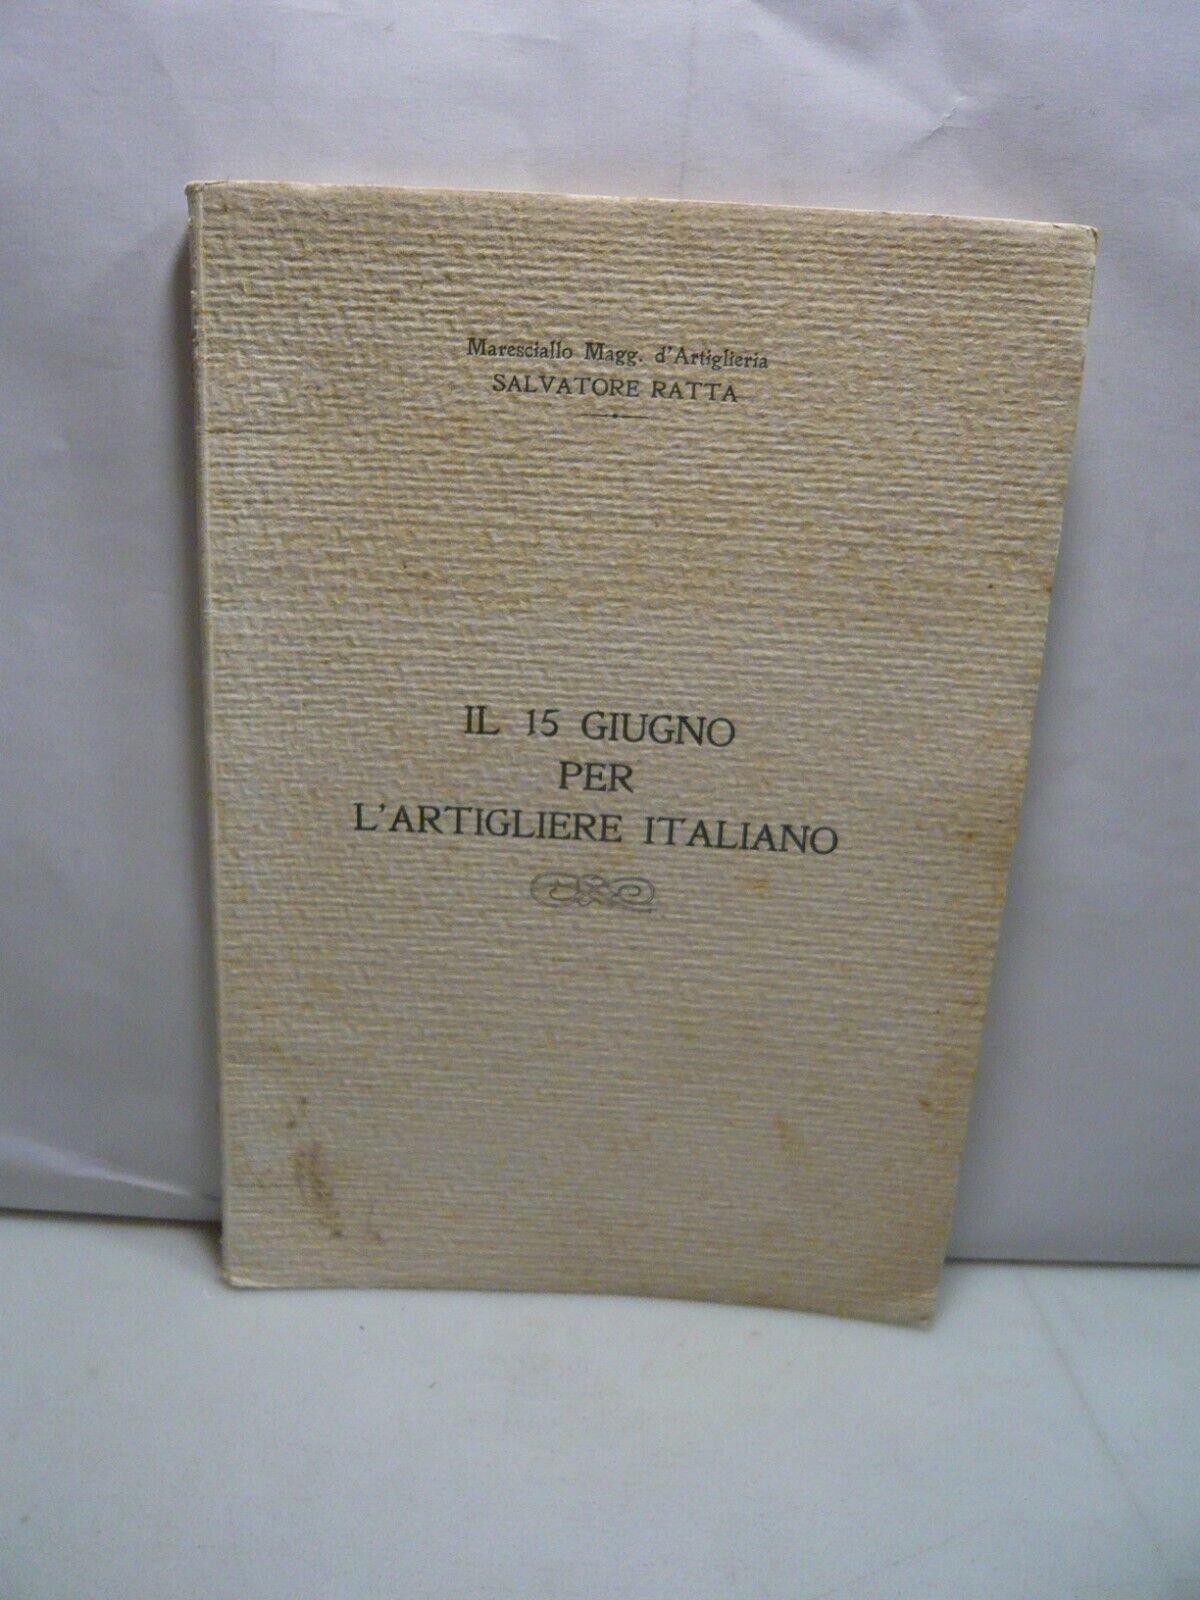 Maresciallo Magg. d'Artiglieria
SALVATORE RATTA
IL 15 GIUGNO
PER
L'ARTIGLIERE ITALIANO